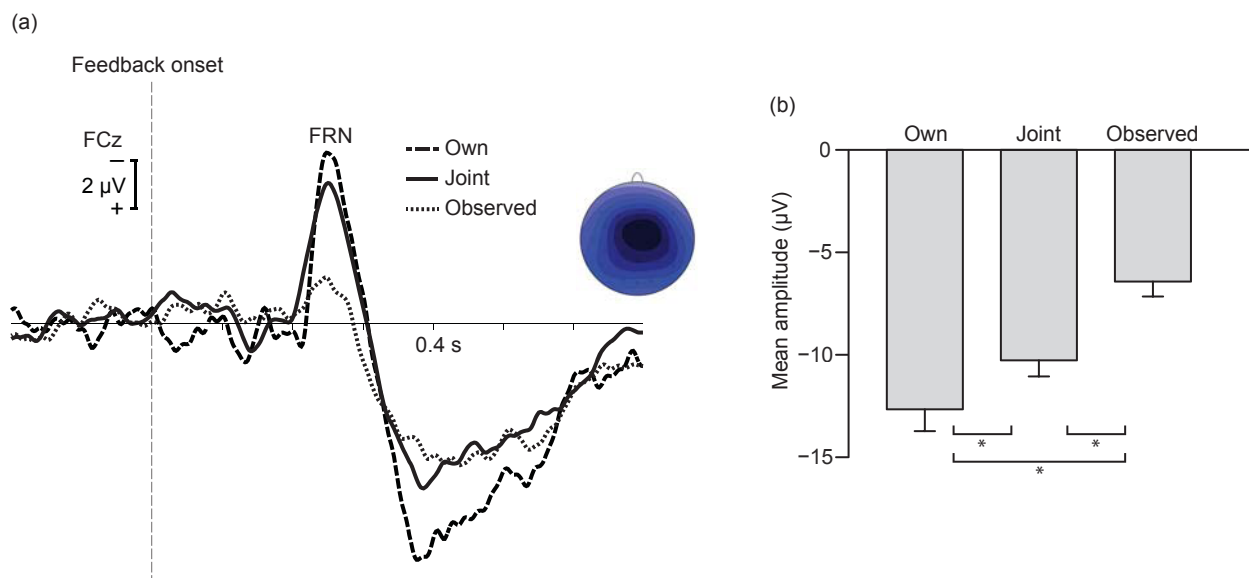 (a)
Feedback onset
FCz
−
2 µV
+
FRN
Own
Joint
Observed
0.4 s
(b)
Own Joint Observed
Mean amplitude (µV)
0
−5
−10
−15
*
*
*